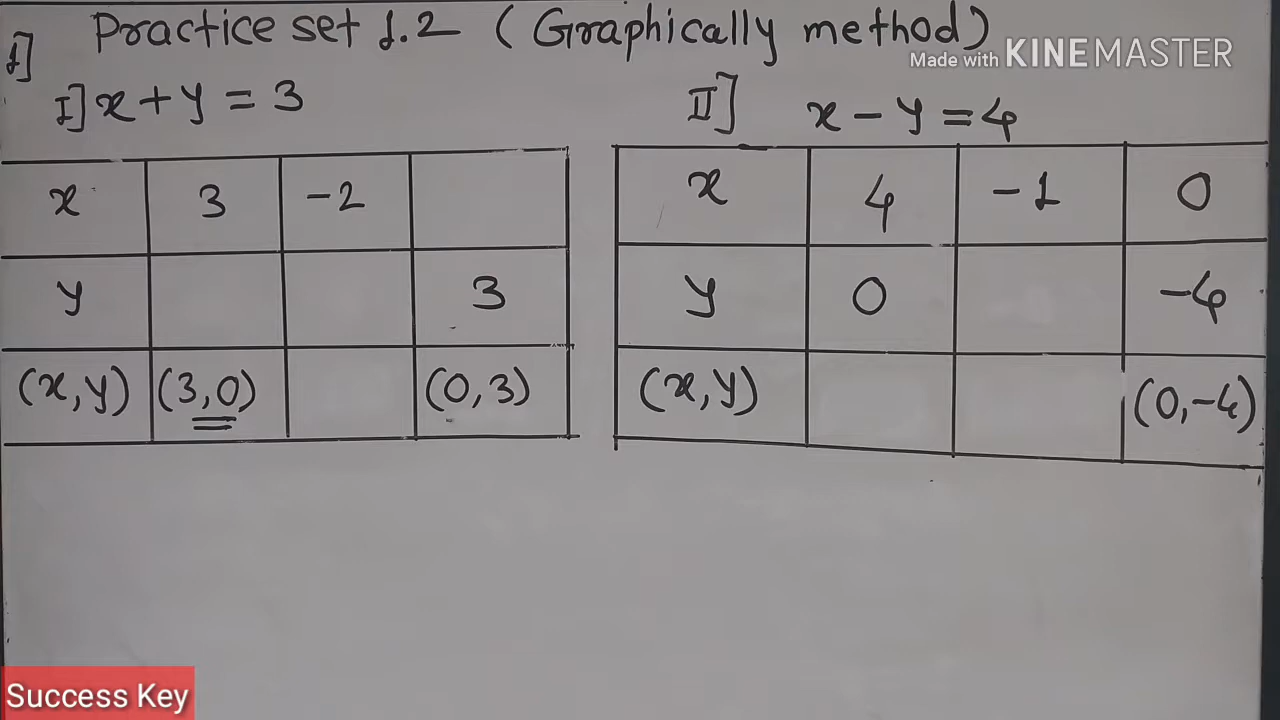 Practice set 1.2 (Graphically method)
Made with KINEMASTER
1]
I] x + y = 3
II] x - y = 4
x 3 -2
y 3
(x,y) (3,0) (0,3)
x 4 -1 0
y 0 -4
(x,y) (0,-4)
Success Key